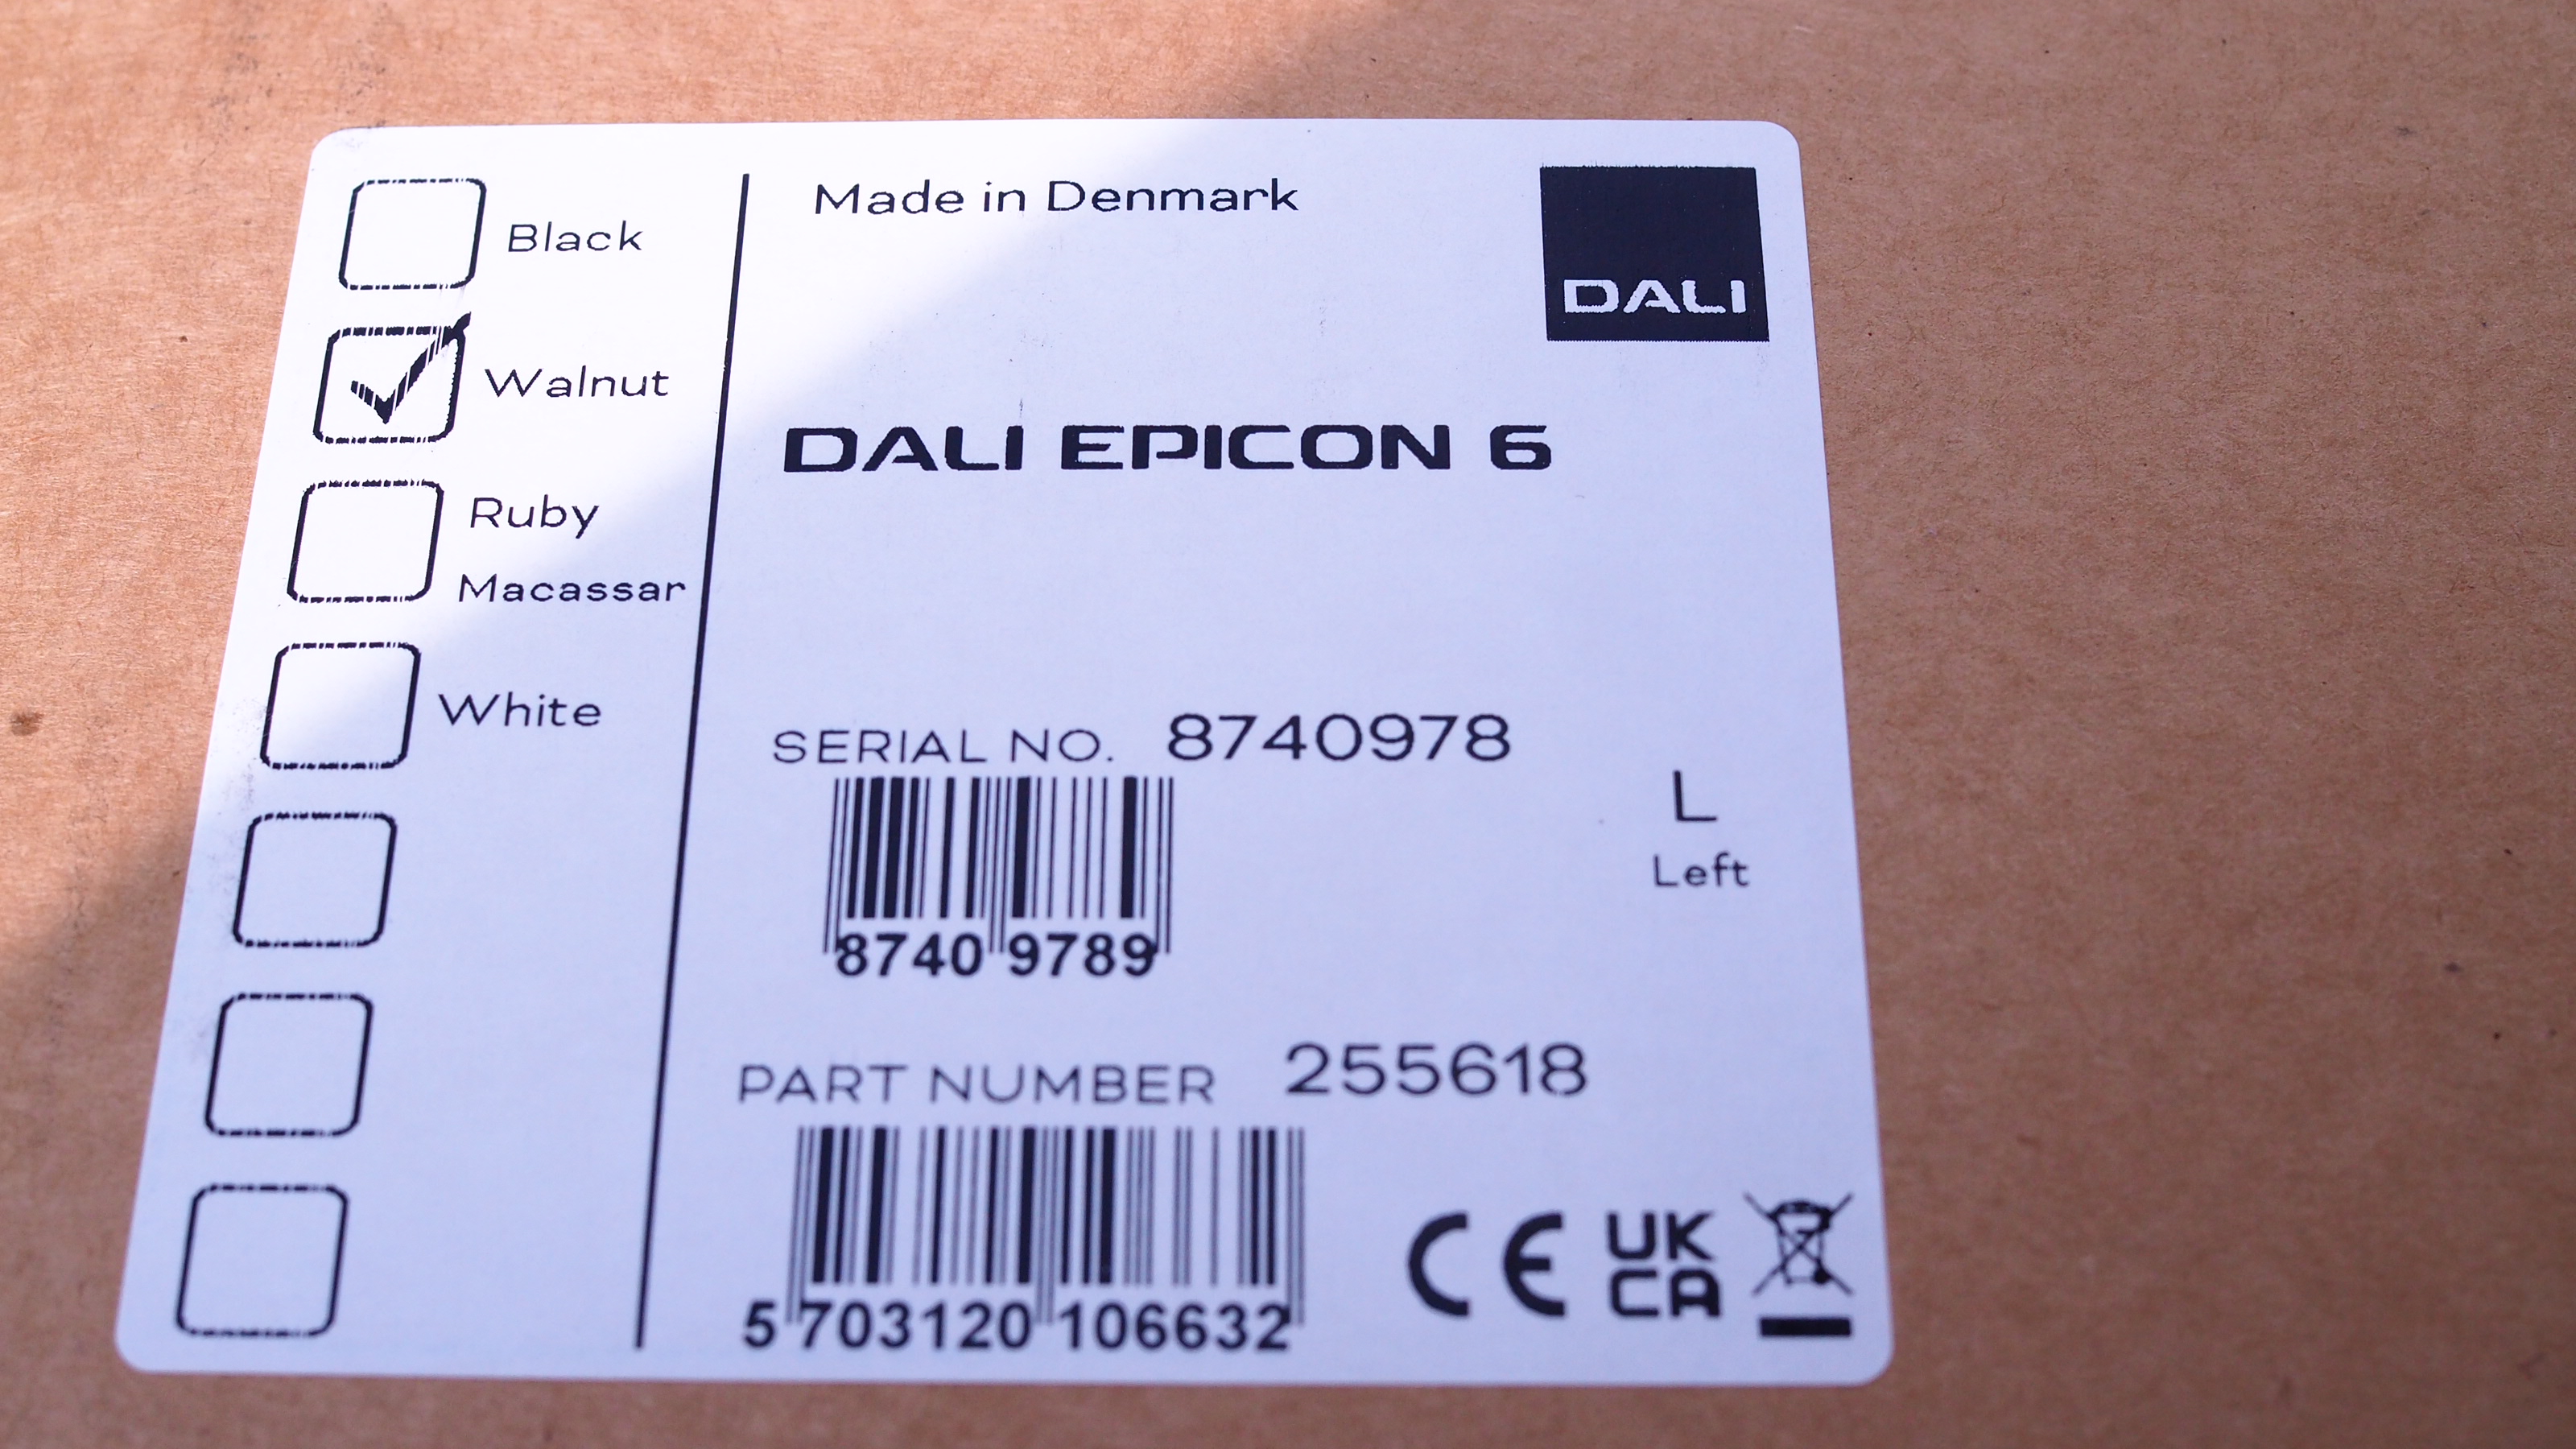 Black
Walnut
Ruby
Macassar
White
Made in Denmark
DALI
DALI EPICON 6
SERIAL NO. 8740978
8740 9789
L
Left
PART NUMBER 255618
5 703120 106632
CE UK
CA